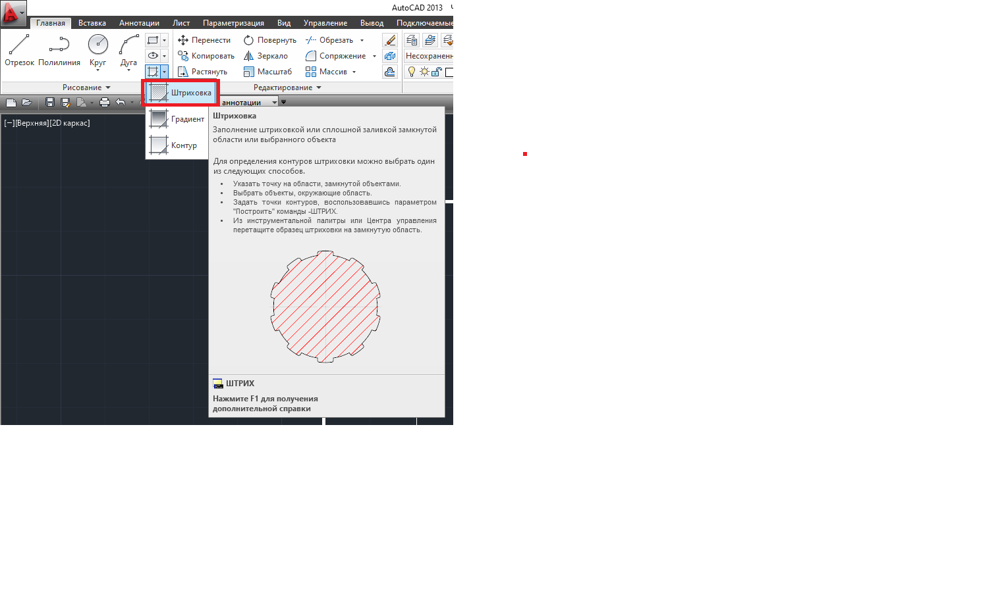 AutoCAD 2013
Главная Вставка Аннотации Лист Параметризация Вид Управление Вывод Подключаемые
Перенести Повернуть Обрезать
Копировать Зеркало Сопряжение Несохраненн
Отрезок Полилиния Круг Дуга
Растянуть Масштаб Массив
Рисование Редактирование
Штриховка
аннотации
Градиент
Контур
[−][Верхняя][2D каркас]
Штриховка
Заполнение штриховкой или сплошной заливкой замкнутой
области или выбранного объекта
Для определения контуров штриховки можно выбрать один
из следующих способов.
• Указать точку на области, замкнутой объектами.
• Выбрать объекты, окружающие область.
• Задать точки контуров, воспользовавшись параметром
"Построить" команды -ШТРИХ.
• Из инструментальной палитры или Центра управления
перетащите образец штриховки на замкнутую область.
ШТРИХ
Нажмите F1 для получения
дополнительной справки